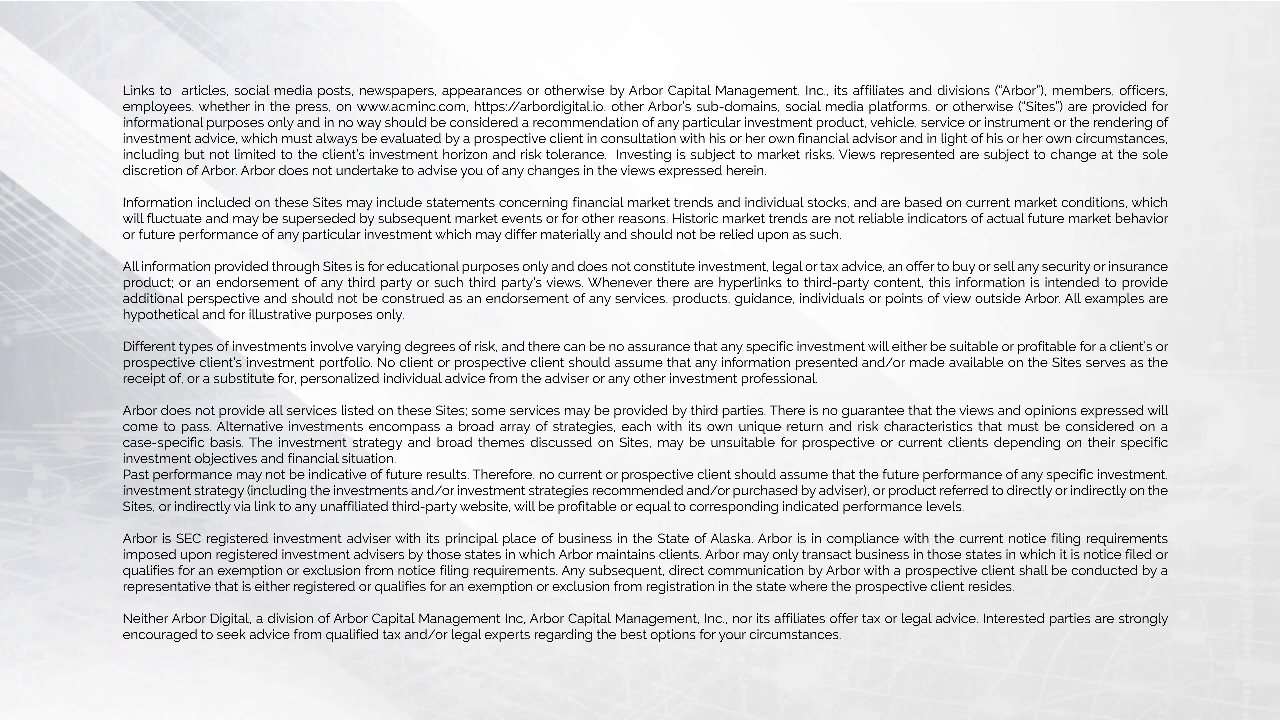 Links to articles, social media posts, newspapers, appearances or otherwise by Arbor Capital Management, Inc., its affiliates and divisions (“Arbor”), members, officers,
employees, whether in the press, on www.acminc.com, https://arbordigital.io, other Arbor’s sub-domains, social media platforms, or otherwise (“Sites”) are provided for
informational purposes only and in no way should be considered a recommendation of any particular investment product, vehicle, service or instrument or the rendering of
investment advice, which must always be evaluated by a prospective client in consultation with his or her own financial advisor and in light of his or her own circumstances,
including but not limited to the client’s investment horizon and risk tolerance. Investing is subject to market risks. Views represented are subject to change at the sole
discretion of Arbor. Arbor does not undertake to advise you of any changes in the views expressed herein.
Information included on these Sites may include statements concerning financial market trends and individual stocks, and are based on current market conditions, which
will fluctuate and may be superseded by subsequent market events or for other reasons. Historic market trends are not reliable indicators of actual future market behavior
or future performance of any particular investment which may differ materially and should not be relied upon as such.
All information provided through Sites is for educational purposes only and does not constitute investment, legal or tax advice, an offer to buy or sell any security or insurance
product; or an endorsement of any third party or such third party’s views. Whenever there are hyperlinks to third-party content, this information is intended to provide
additional perspective and should not be construed as an endorsement of any services, products, guidance, individuals or points of view outside Arbor. All examples are
hypothetical and for illustrative purposes only.
Different types of investments involve varying degrees of risk, and there can be no assurance that any specific investment will either be suitable or profitable for a client’s or
prospective client’s investment portfolio. No client or prospective client should assume that any information presented and/or made available on the Sites serves as the
receipt of, or a substitute for, personalized individual advice from the adviser or any other investment professional.
Arbor does not provide all services listed on these Sites; some services may be provided by third parties. There is no guarantee that the views and opinions expressed will
come to pass. Alternative investments encompass a broad array of strategies, each with its own unique return and risk characteristics that must be considered on a
case-specific basis. The investment strategy and broad themes discussed on Sites, may be unsuitable for prospective or current clients depending on their specific
investment objectives and financial situation.
Past performance may not be indicative of future results. Therefore, no current or prospective client should assume that the future performance of any specific investment,
investment strategy (including the investments and/or investment strategies recommended and/or purchased by adviser), or product referred to directly or indirectly on the
Sites, or indirectly via link to any unaffiliated third-party website, will be profitable or equal to corresponding indicated performance levels.
Arbor is SEC registered investment adviser with its principal place of business in the State of Alaska. Arbor is in compliance with the current notice filing requirements
imposed upon registered investment advisers by those states in which Arbor maintains clients. Arbor may only transact business in those states in which it is notice filed or
qualifies for an exemption or exclusion from notice filing requirements. Any subsequent, direct communication by Arbor with a prospective client shall be conducted by a
representative that is either registered or qualifies for an exemption or exclusion from registration in the state where the prospective client resides.
Neither Arbor Digital, a division of Arbor Capital Management Inc, Arbor Capital Management, Inc., nor its affiliates offer tax or legal advice. Interested parties are strongly
encouraged to seek advice from qualified tax and/or legal experts regarding the best options for your circumstances.